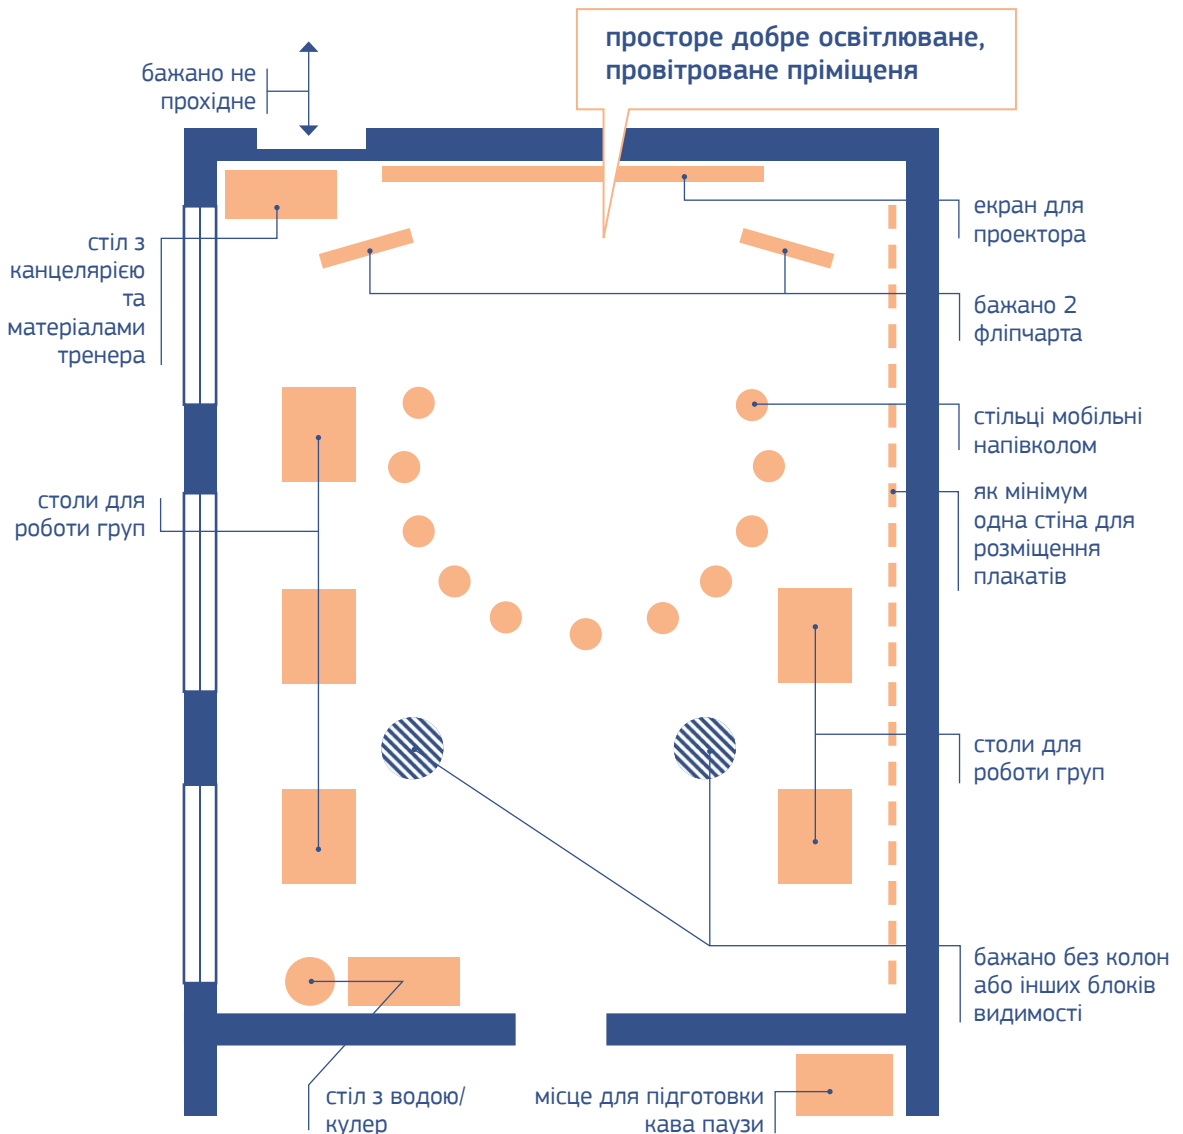 просторе добре освітлюване,
провітроване пріміщеня
бажано не
прохідне
стіл з
канцелярією
та
матеріалами
тренера
екран для
проектора
бажано 2
фліпчарта
стільці мобільні
напівколом
столи для
роботи груп
як мінімум
одна стіна для
розміщення
плакатів
столи для
роботи груп
бажано без колон
або інших блоків
видимості
стіл з водою/
кулер
місце для підготовки
кава паузи